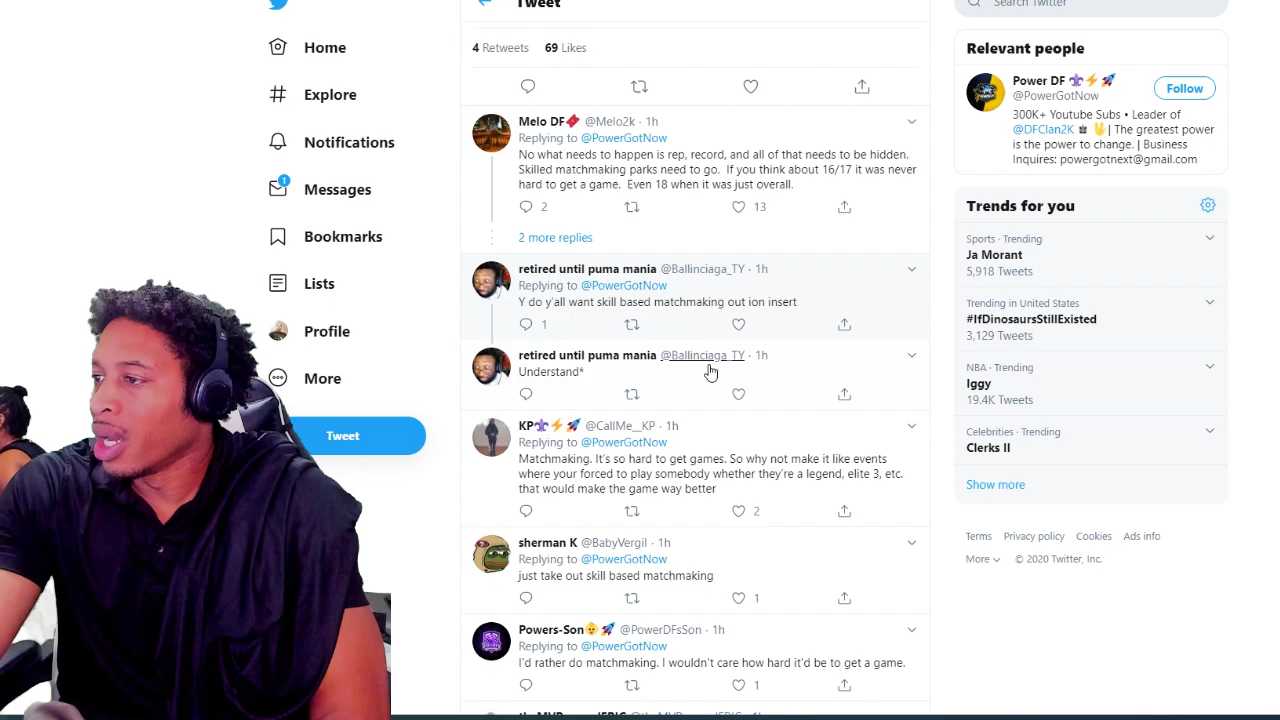 Tweet
Search Twitter
Home
Explore
Notifications
1
Messages
Bookmarks
Lists
Profile
More
Tweet
4 Retweets 69 Likes
Melo DF @Melo2k · 1h
Replying to @PowerGotNow
No what needs to happen is rep, record, and all of that needs to be hidden.
Skilled matchmaking parks need to go. If you think about 16/17 it was never
hard to get a game. Even 18 when it was just overall.
2 13
2 more replies
retired until puma mania @Ballinciaga_TY · 1h
Replying to @PowerGotNow
Y do y'all want skill based matchmaking out ion insert
1
retired until puma mania @Ballinciaga_TY · 1h
Understand*
KP⚜⚡🚀 @CallMe__KP · 1h
Replying to @PowerGotNow
Matchmaking. It's so hard to get games. So why not make it like events
where your forced to play somebody whether they're a legend, elite 3, etc.
that would make the game way better
2
sherman K @BabyVergil · 1h
Replying to @PowerGotNow
just take out skill based matchmaking
1
Powers-Son👶🚀 @PowerDFsSon · 1h
Replying to @PowerGotNow
I'd rather do matchmaking. I wouldn't care how hard it'd be to get a game.
1
Relevant people
Power DF ⚜⚡🚀
@PowerGotNow
Follow
300K+ Youtube Subs • Leader of
@DFClan2K | The greatest power
is the power to change. | Business
Inquires: powergotnext@gmail.com
Trends for you
Sports · Trending
Ja Morant
5,918 Tweets
Trending in United States
#IfDinosaursStillExisted
3,129 Tweets
NBA · Trending
Iggy
19.4K Tweets
Celebrities · Trending
Clerks II
Show more
Terms Privacy policy Cookies Ads info
More © 2020 Twitter, Inc.